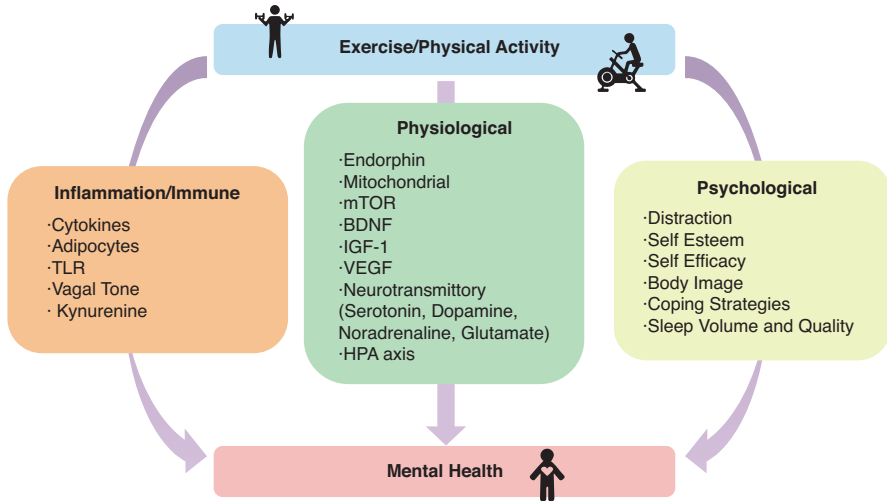 Exercise/Physical Activity
Inflammation/Immune
·Cytokines
·Adipocytes
·TLR
·Vagal Tone
· Kynurenine
Physiological
·Endorphin
·Mitochondrial
·mTOR
·BDNF
·IGF-1
·VEGF
·Neurotransmittory
(Serotonin, Dopamine,
Noradrenaline, Glutamate)
·HPA axis
Psychological
·Distraction
·Self Esteem
·Self Efficacy
·Body Image
·Coping Strategies
·Sleep Volume and Quality
Mental Health